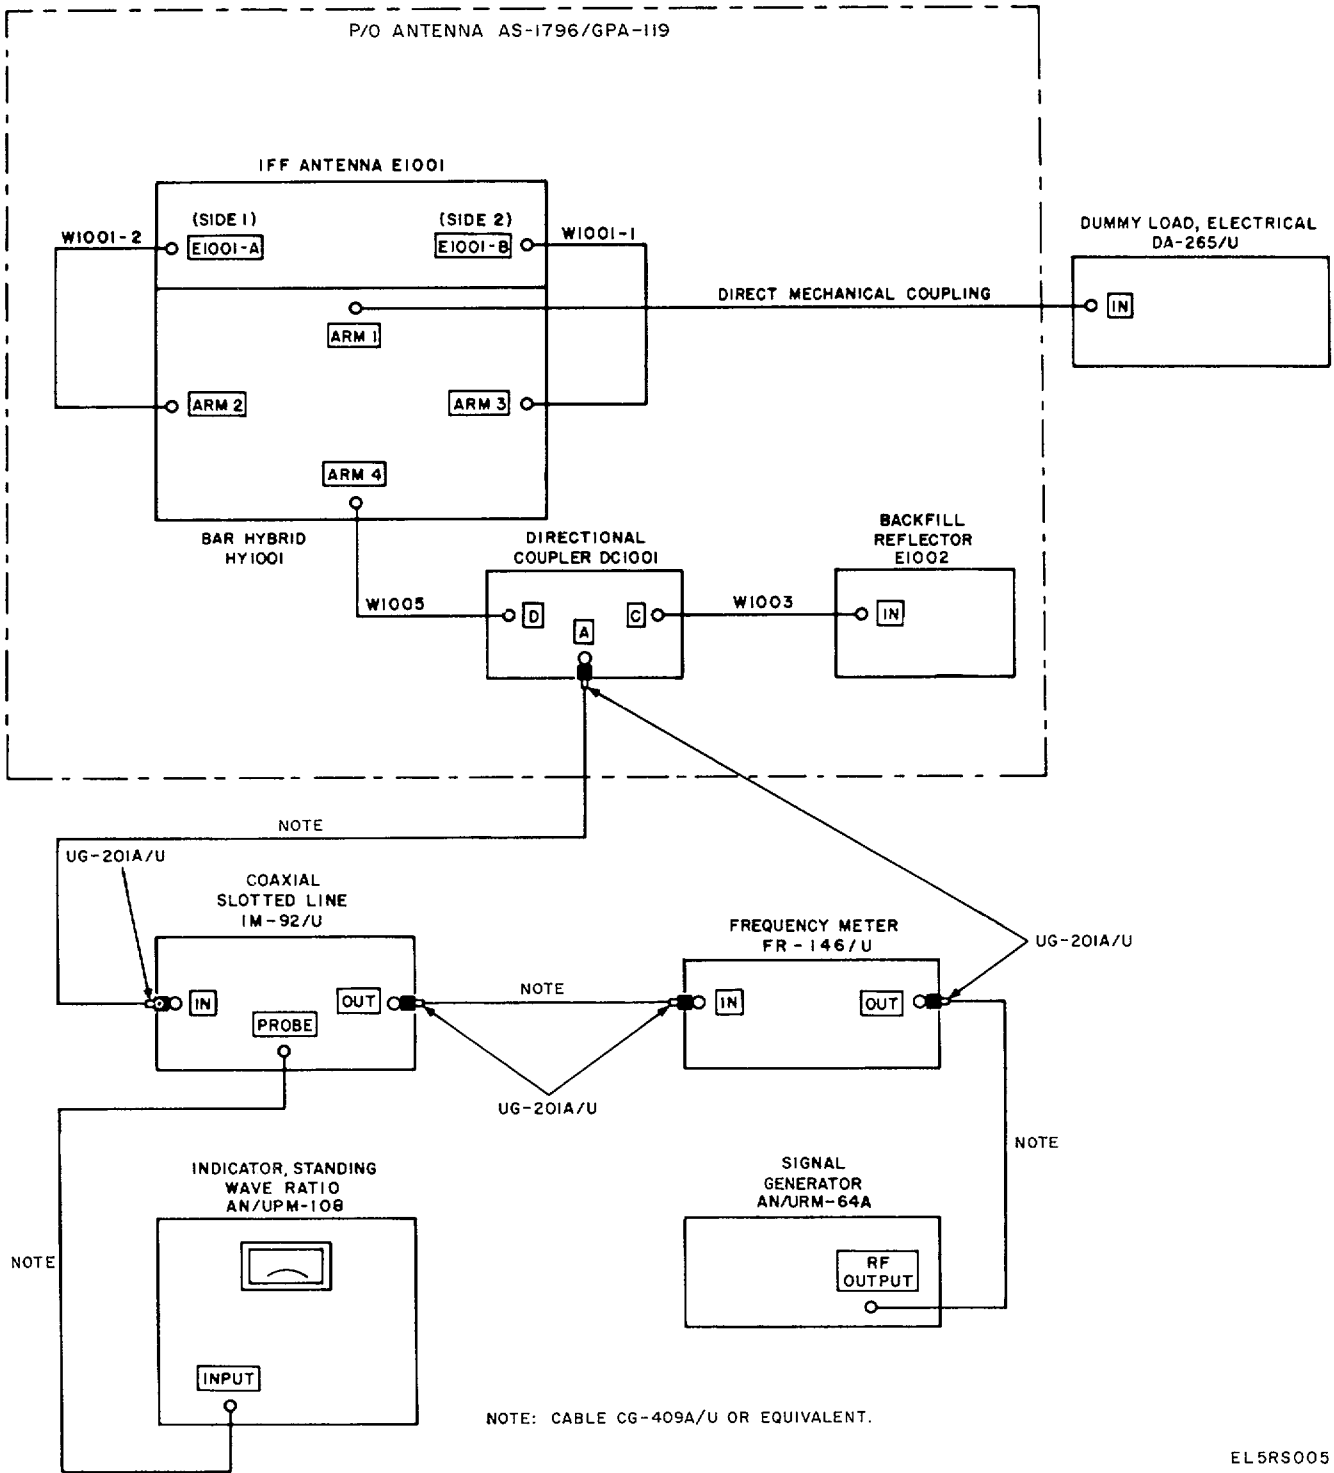 P/O ANTENNA AS-1796/GPA-119
IFF ANTENNA E1001
(SIDE 1)
(SIDE 2)
W1001-2
E1001-A
E1001-B
W1001-1
DUMMY LOAD, ELECTRICAL
DA-265/U
DIRECT MECHANICAL COUPLING
IN
ARM 1
ARM 2
ARM 3
ARM 4
BAR HYBRID
HY1001
DIRECTIONAL
COUPLER DC1001
BACKFILL
REFLECTOR
E1002
W1005
D
A
C
W1003
IN
NOTE
UG-201A/U
COAXIAL
SLOTTED LINE
IM-92/U
FREQUENCY METER
FR-146/U
UG-201A/U
IN
OUT
PROBE
NOTE
IN
OUT
UG-201A/U
NOTE
INDICATOR, STANDING
WAVE RATIO
AN/UPM-108
SIGNAL
GENERATOR
AN/URM-64A
NOTE
RF
OUTPUT
INPUT
NOTE: CABLE CG-409A/U OR EQUIVALENT.
EL5RS005